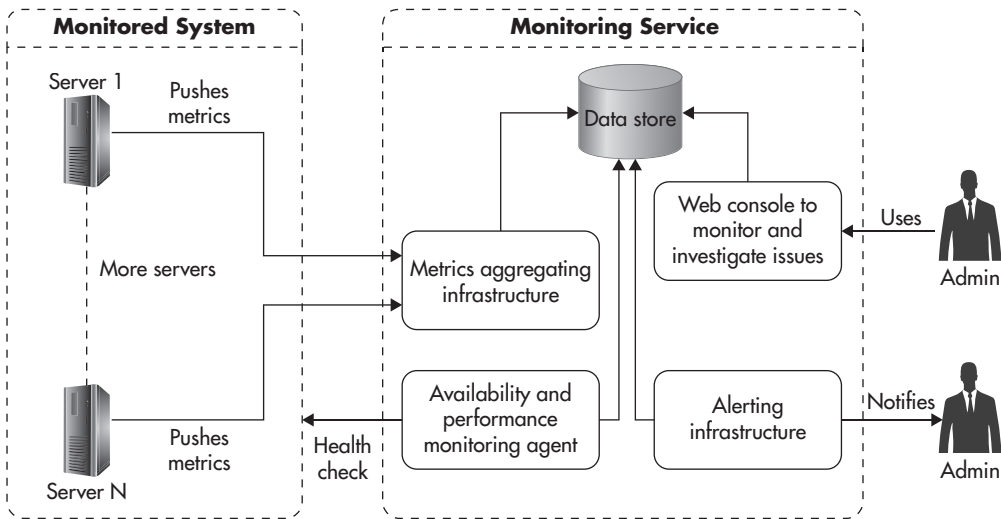 Monitored System
Monitoring Service
Server 1
Pushes
metrics
Data store
Web console to
monitor and
investigate issues
Uses
Admin
More servers
Metrics aggregating
infrastructure
Availability and
performance
monitoring agent
Alerting
infrastructure
Notifies
Admin
Pushes
metrics
Health
check
Server N